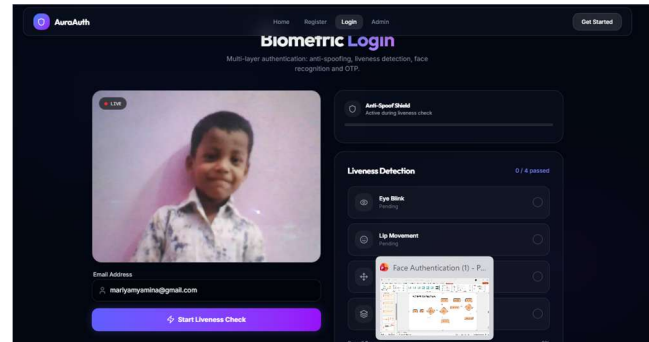 AuraAuth
Home Register Login Admin
Get Started
Biometric Login
Multi-layer authentication: anti-spoofing, liveness detection, face
recognition and OTP.
LIVE
Anti-Spoof Shield
Active during liveness check
Liveness Detection
0 / 4 passed
Eye Blink
Pending
Lip Movement
Pending
Face Authentication (1) - P...
Email Address
mariyamyamina@gmail.com
Start Liveness Check